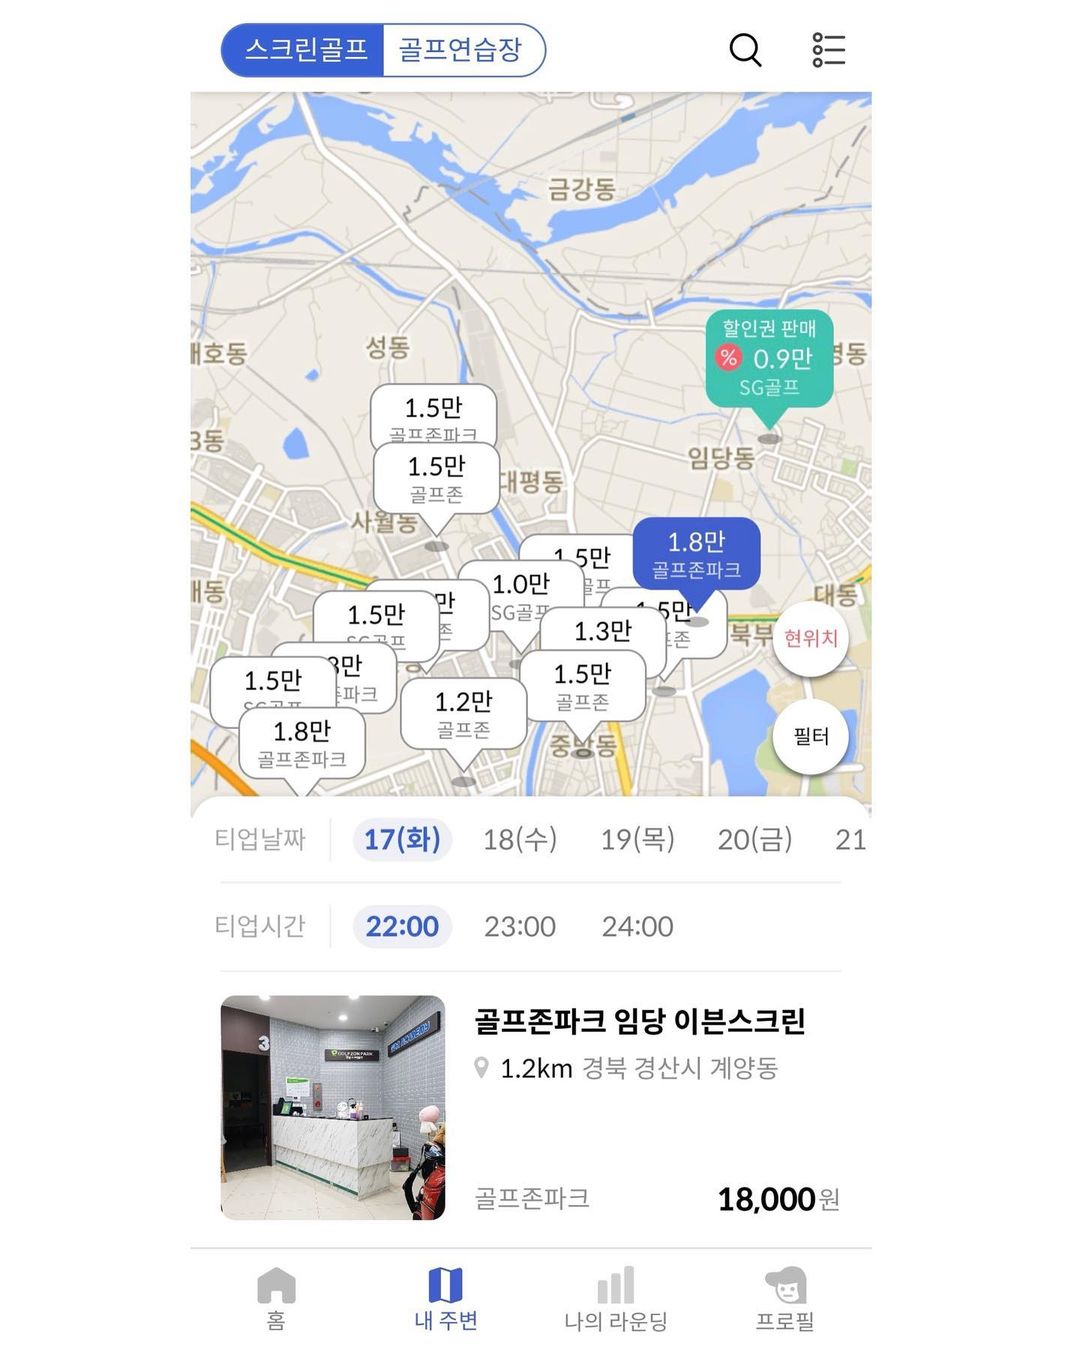 스크린골프 골프연습장
금강동
할인권 판매
% 0.9만
SG골프
성동
1.5만
골프존파크
1.5만
골프존
대평동
임당동
사월동
1.8만
골프존파크
1.5만
1.0만
SG골프
대동
1.5만
SG골프
1.3만
북부
현위치
1.5만
SG골프
1.5만
골프존
1.2만
골프존
1.8만
골프존파크
중방동
필터
티업날짜 17(화) 18(수) 19(목) 20(금) 21
티업시간 22:00 23:00 24:00
3
GOLFZON PARK
골프존파크 임당 이븐스크린
1.2km 경북 경산시 계양동
골프존파크 18,000원
홈 내 주변 나의 라운딩 프로필